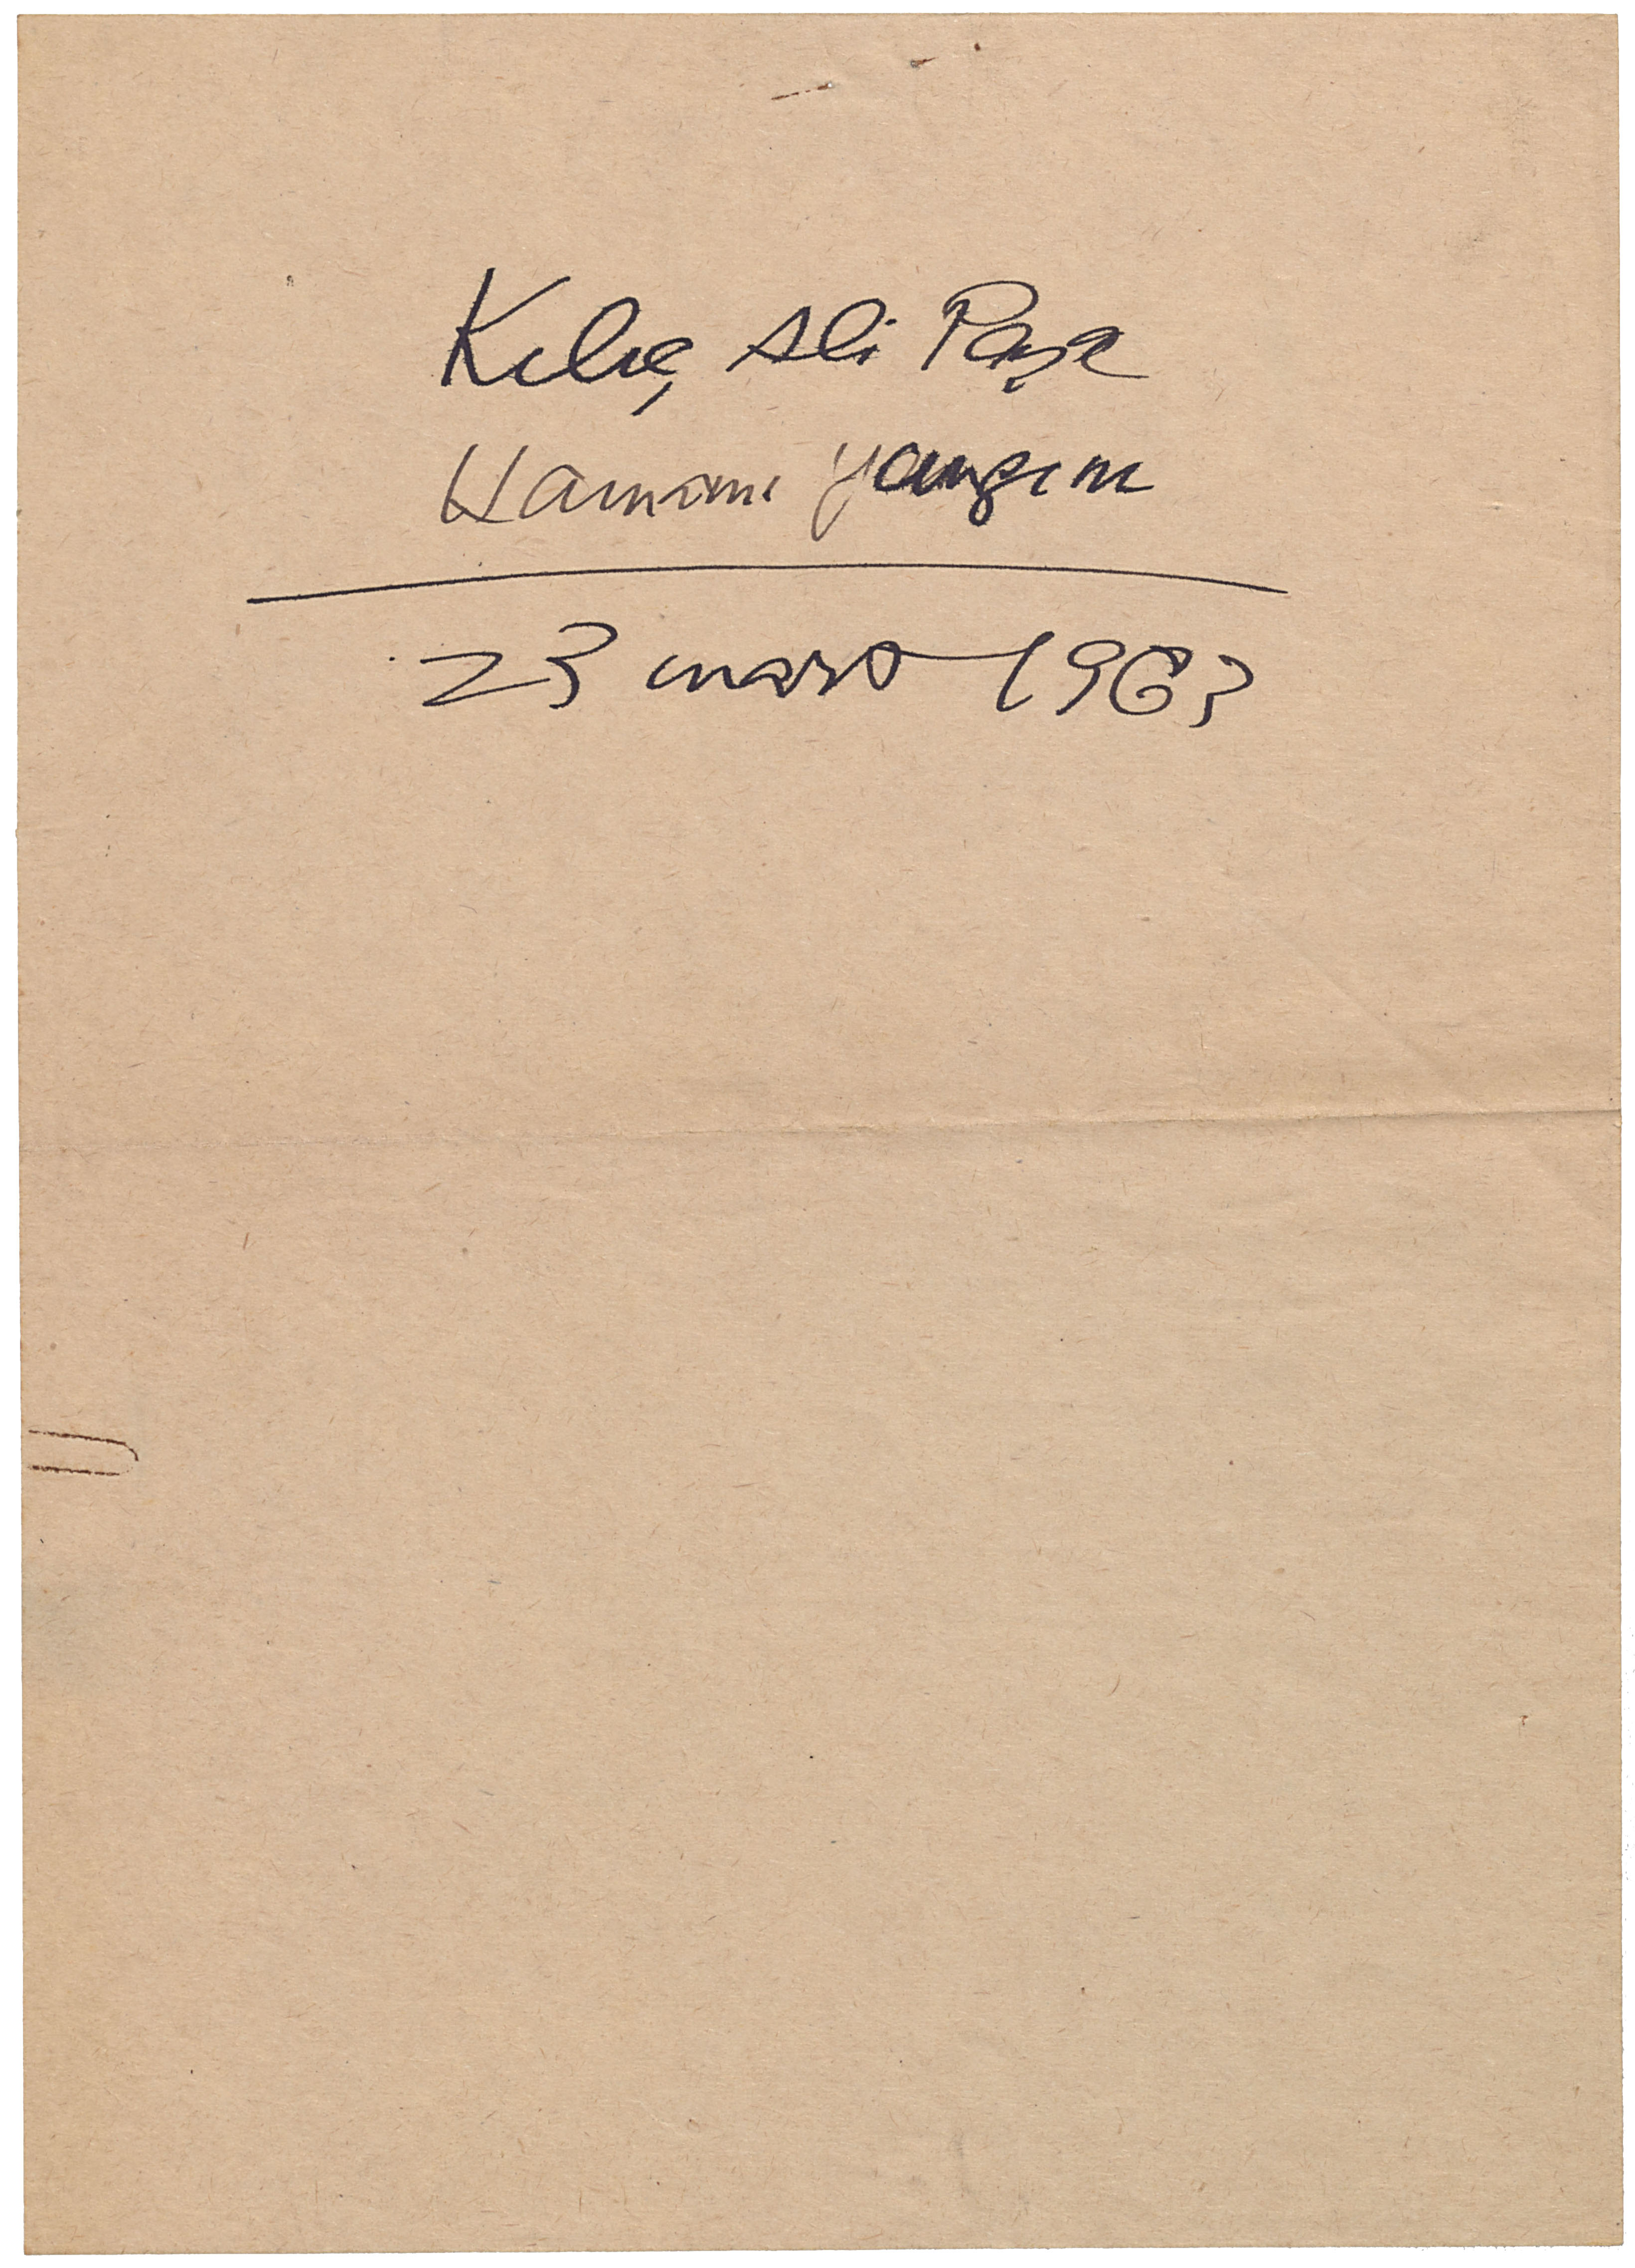 Kılıç Ali Paşa
Hamamı yangını
23 mart 1963